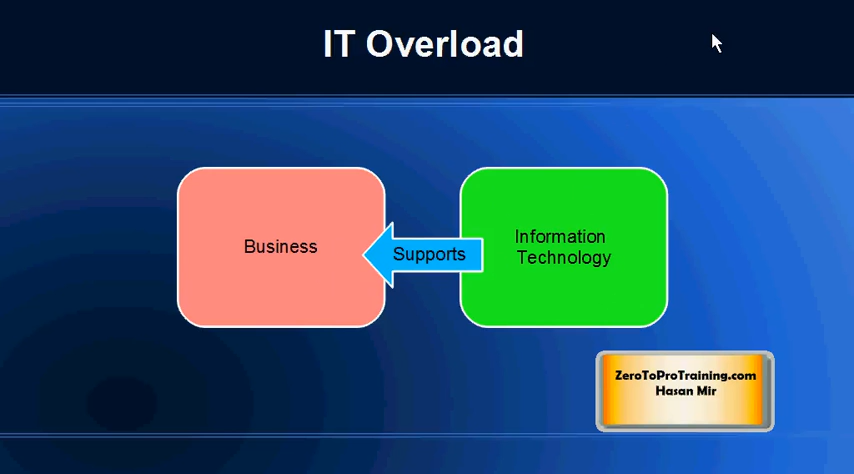 IT Overload
Business
Supports
Information
Technology
ZeroToProTraining.com
Hasan Mir